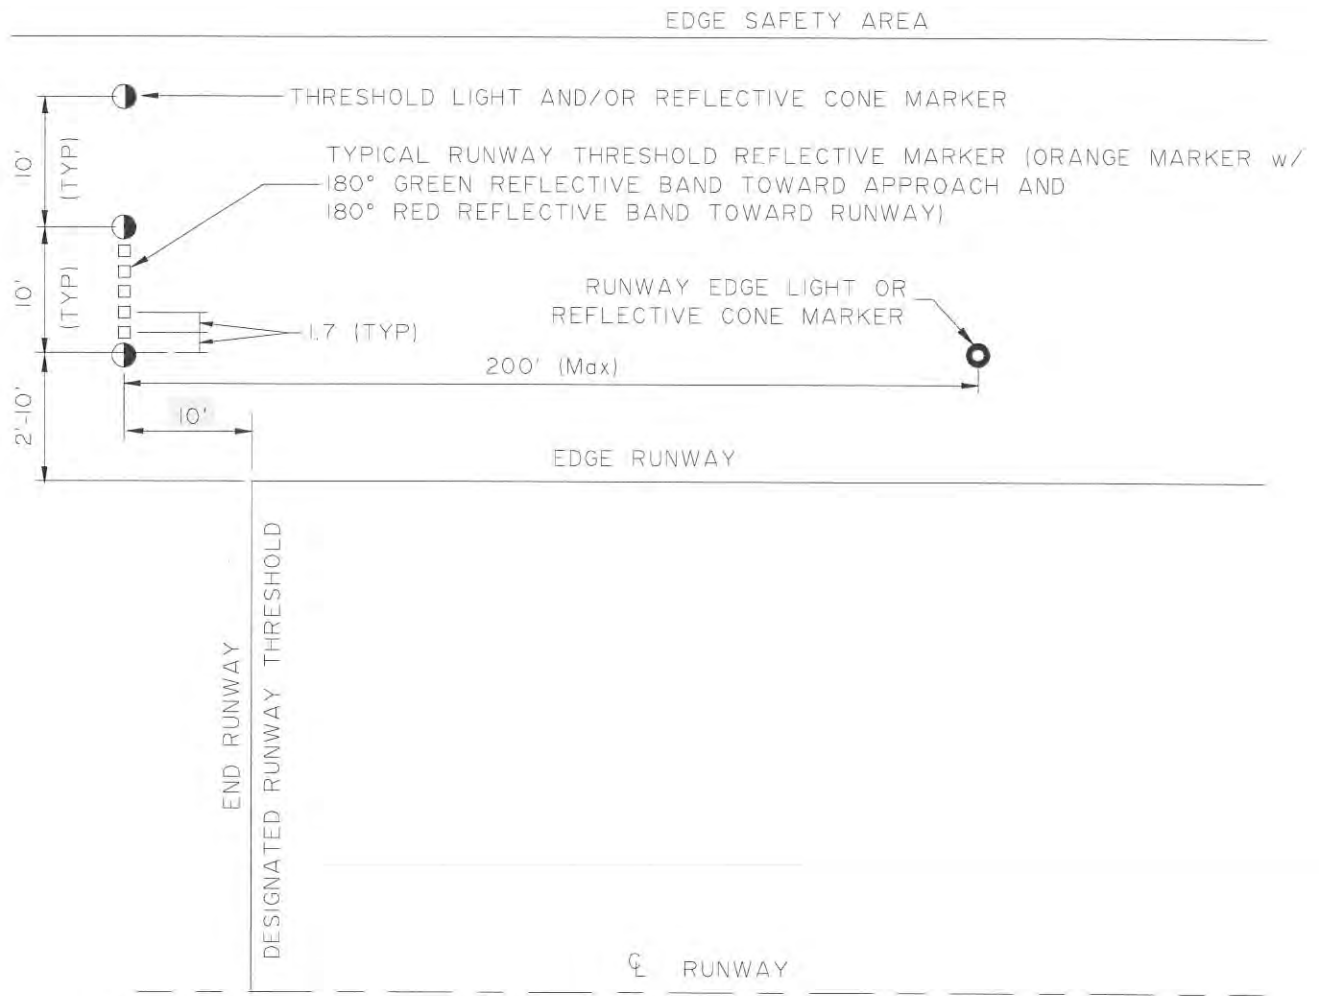 EDGE SAFETY AREA
THRESHOLD LIGHT AND/OR REFLECTIVE CONE MARKER
10'
(TYP)
TYPICAL RUNWAY THRESHOLD REFLECTIVE MARKER (ORANGE MARKER w/
180° GREEN REFLECTIVE BAND TOWARD APPROACH AND
180° RED REFLECTIVE BAND TOWARD RUNWAY)
10'
(TYP)
RUNWAY EDGE LIGHT OR
REFLECTIVE CONE MARKER
1.7 (TYP)
200' (Max)
2'-10'
10'
EDGE RUNWAY
END RUNWAY
DESIGNATED RUNWAY THRESHOLD
℄ RUNWAY